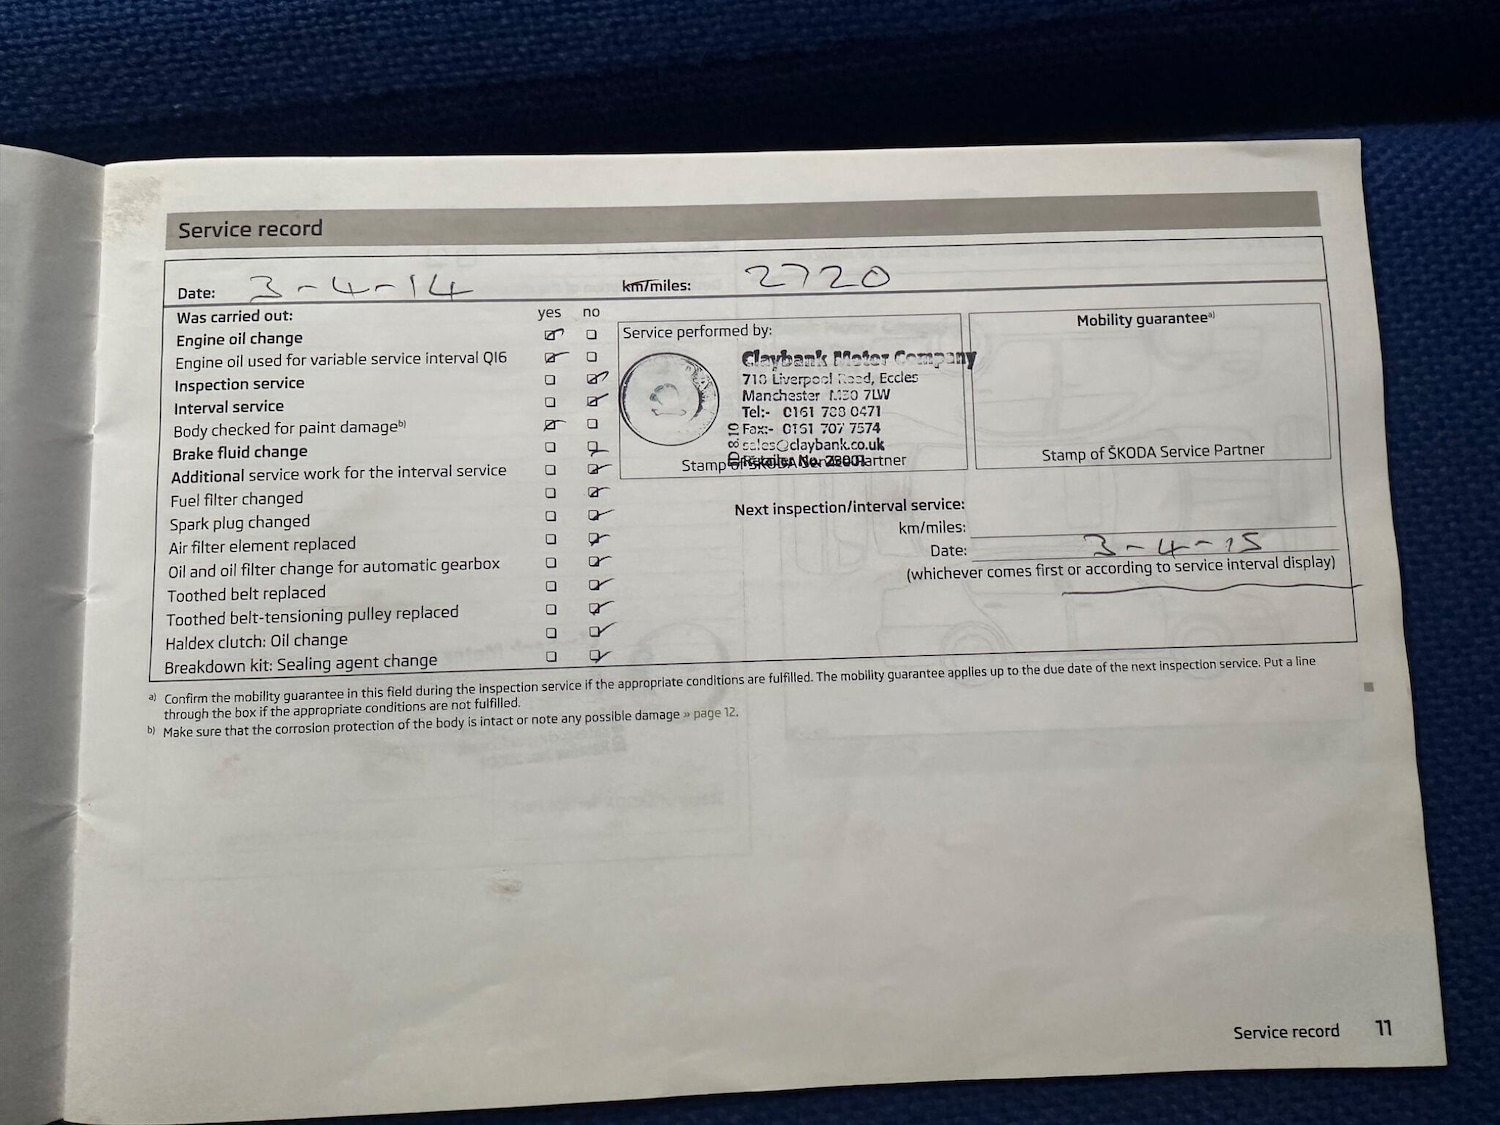 Service record
Date: 3-4-14 km/miles: 2720
Was carried out: yes no
Engine oil change
Engine oil used for variable service interval QI6
Inspection service
Interval service
Body checked for paint damage b)
Brake fluid change
Additional service work for the interval service
Fuel filter changed
Spark plug changed
Air filter element replaced
Oil and oil filter change for automatic gearbox
Toothed belt replaced
Toothed belt-tensioning pulley replaced
Haldex clutch: Oil change
Breakdown kit: Sealing agent change
Service performed by:
Claybank Motor Company
710 Liverpool Road, Eccles
Manchester M30 7LW
Tel:- 0161 788 0471
Fax:- 0161 707 7574
sales@claybank.co.uk
Retailer No.
Stamp of ŠKODA Service Partner
Mobility guarantee a)
Stamp of ŠKODA Service Partner
Next inspection/interval service:
km/miles:
Date: 3-4-15
(whichever comes first or according to service interval display)
a) Confirm the mobility guarantee in this field during the inspection service if the appropriate conditions are fulfilled. The mobility guarantee applies up to the due date of the next inspection service. Put a line
through the box if the appropriate conditions are not fulfilled.
b) Make sure that the corrosion protection of the body is intact or note any possible damage » page 12.
Service record 11